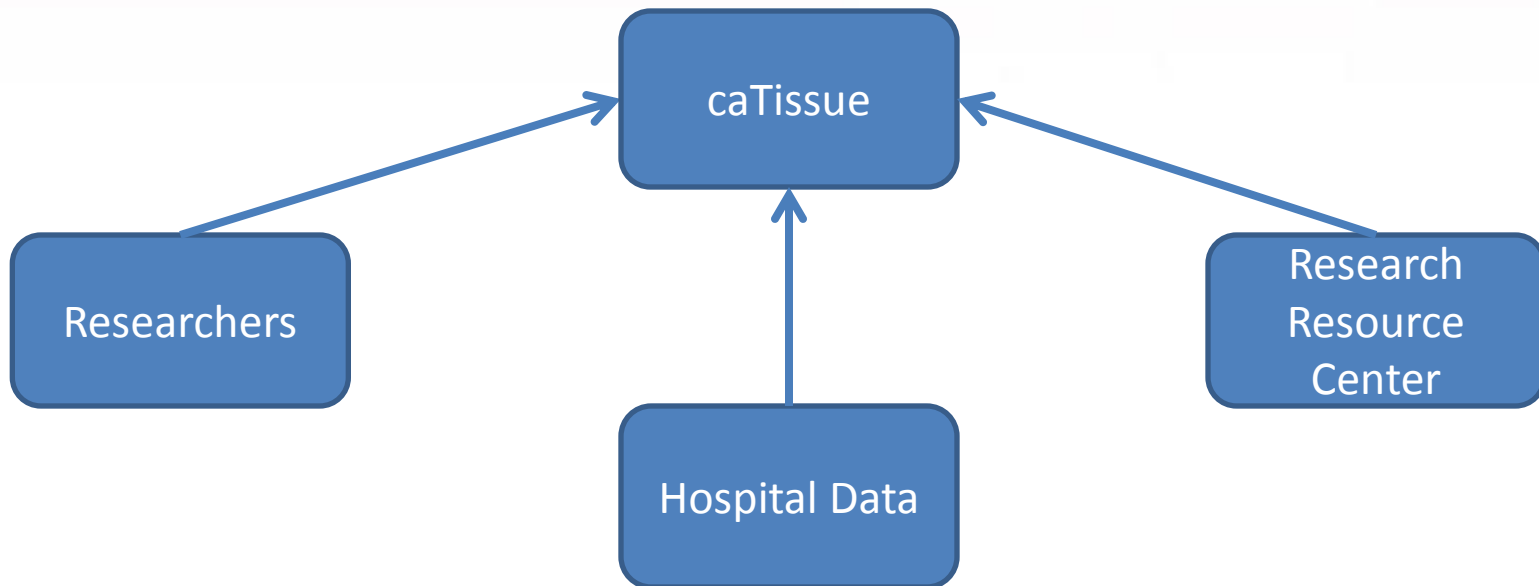 caTissue
Researchers
Research
Resource
Center
Hospital Data